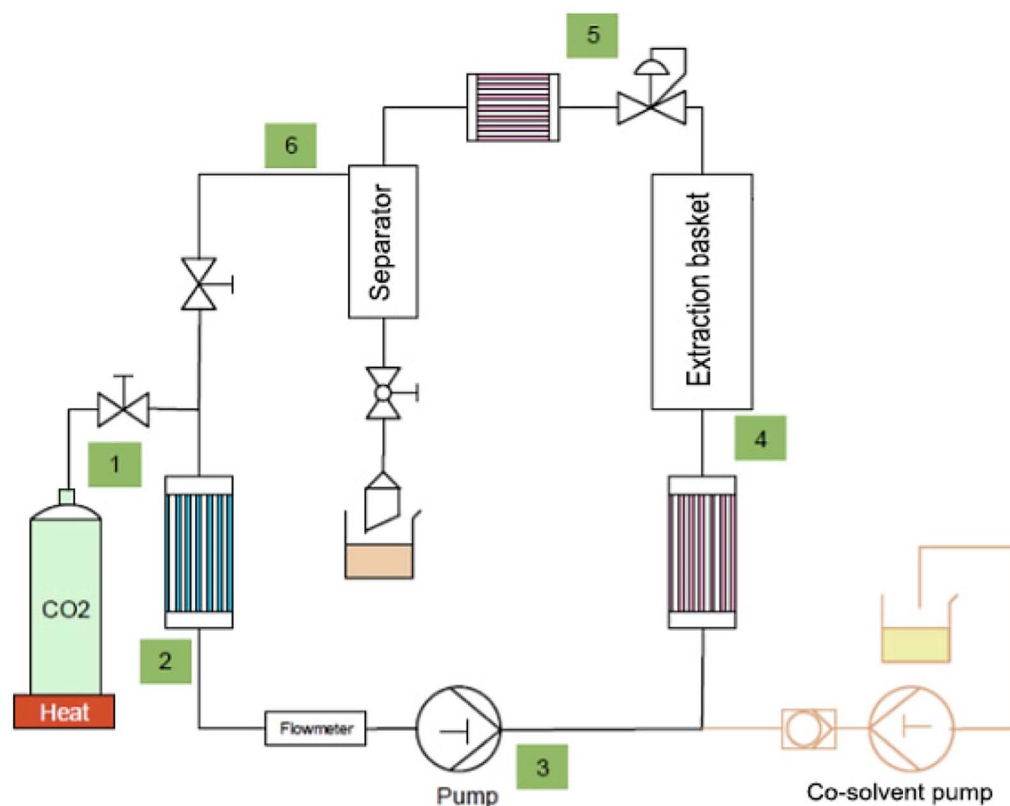 5
6
Separator
Extraction basket
4
1
CO2
2
Heat
Flowmeter
3
Pump
Co-solvent pump